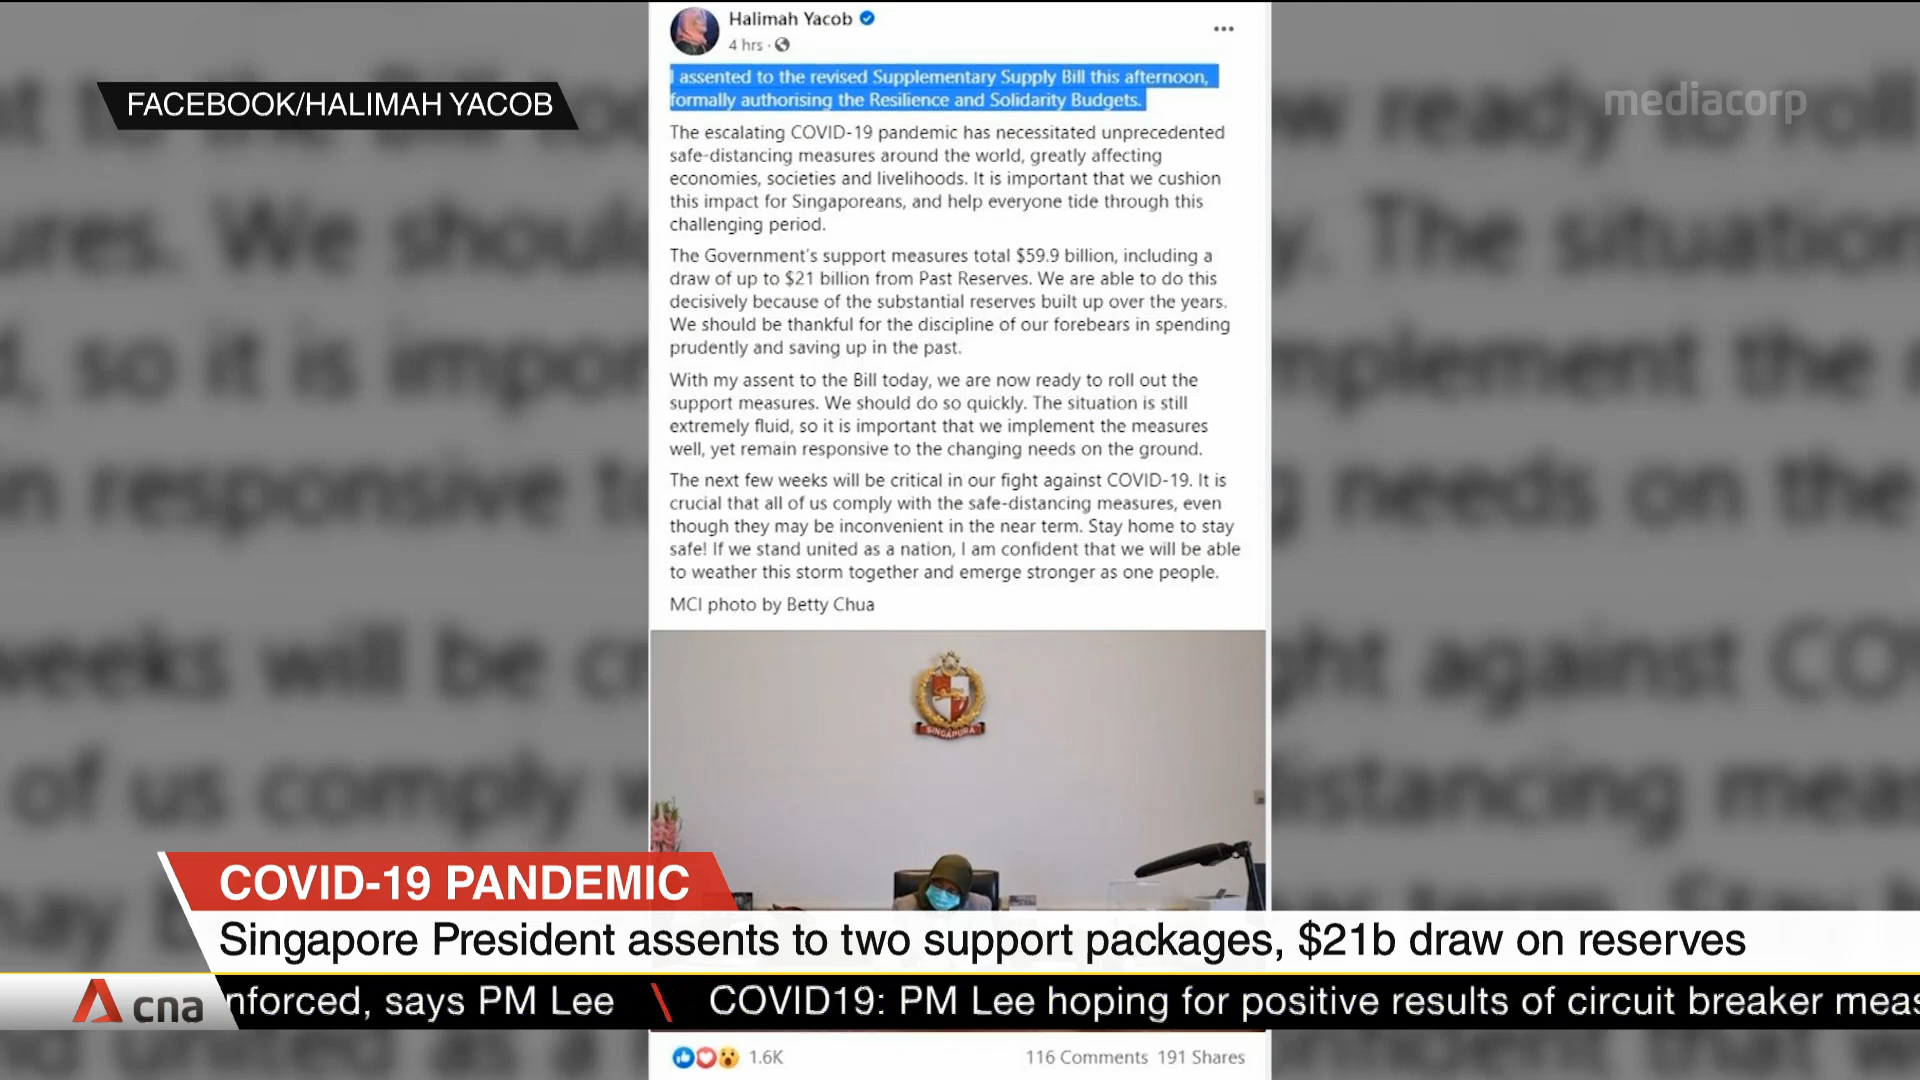 Halimah Yacob
4 hrs ·
FACEBOOK/HALIMAH YACOB
mediacorp
I assented to the revised Supplementary Supply Bill this afternoon,
formally authorising the Resilience and Solidarity Budgets.
The escalating COVID-19 pandemic has necessitated unprecedented
safe-distancing measures around the world, greatly affecting
economies, societies and livelihoods. It is important that we cushion
this impact for Singaporeans, and help everyone tide through this
challenging period.
The Government's support measures total $59.9 billion, including a
draw of up to $21 billion from Past Reserves. We are able to do this
decisively because of the substantial reserves built up over the years.
We should be thankful for the discipline of our forebears in spending
prudently and saving up in the past.
With my assent to the Bill today, we are now ready to roll out the
support measures. We should do so quickly. The situation is still
extremely fluid, so it is important that we implement the measures
well, yet remain responsive to the changing needs on the ground.
The next few weeks will be critical in our fight against COVID-19. It is
crucial that all of us comply with the safe-distancing measures, even
though they may be inconvenient in the near term. Stay home to stay
safe! If we stand united as a nation, I am confident that we will be able
to weather this storm together and emerge stronger as one people.
MCI photo by Betty Chua
SINGAPURA
COVID-19 PANDEMIC
Singapore President assents to two support packages, $21b draw on reserves
cna
nforced, says PM Lee \ COVID19: PM Lee hoping for positive results of circuit breaker meas
1.6K
116 Comments 191 Shares